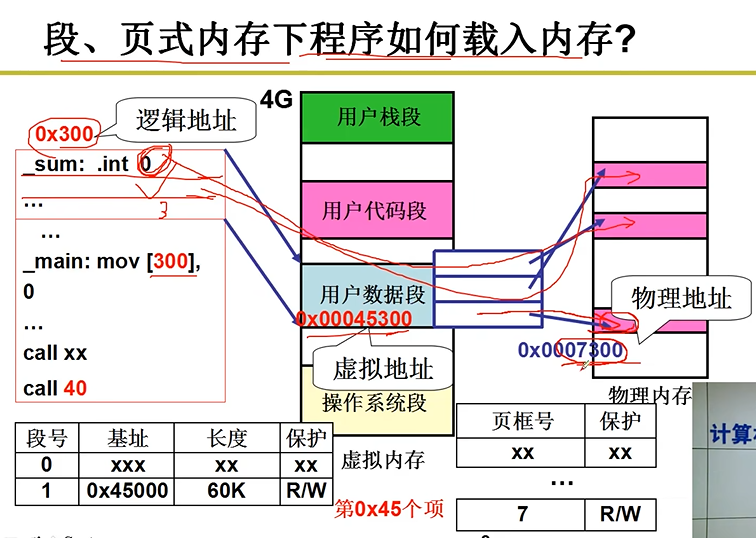 段、页式内存下程序如何载入内存?
4G
用户栈段
逻辑地址
0x300
_sum: .int 0
...
3
用户代码段
...
_main: mov [300],
0
...
call xx
call 40
用户数据段
0x00045300
虚拟地址
操作系统段
虚拟内存
物理地址
0x0007300
物理内存
段号 基址 长度 保护
0 xxx xx xx
1 0x45000 60K R/W
页框号 保护
xx xx
...
7 R/W
第0x45个项